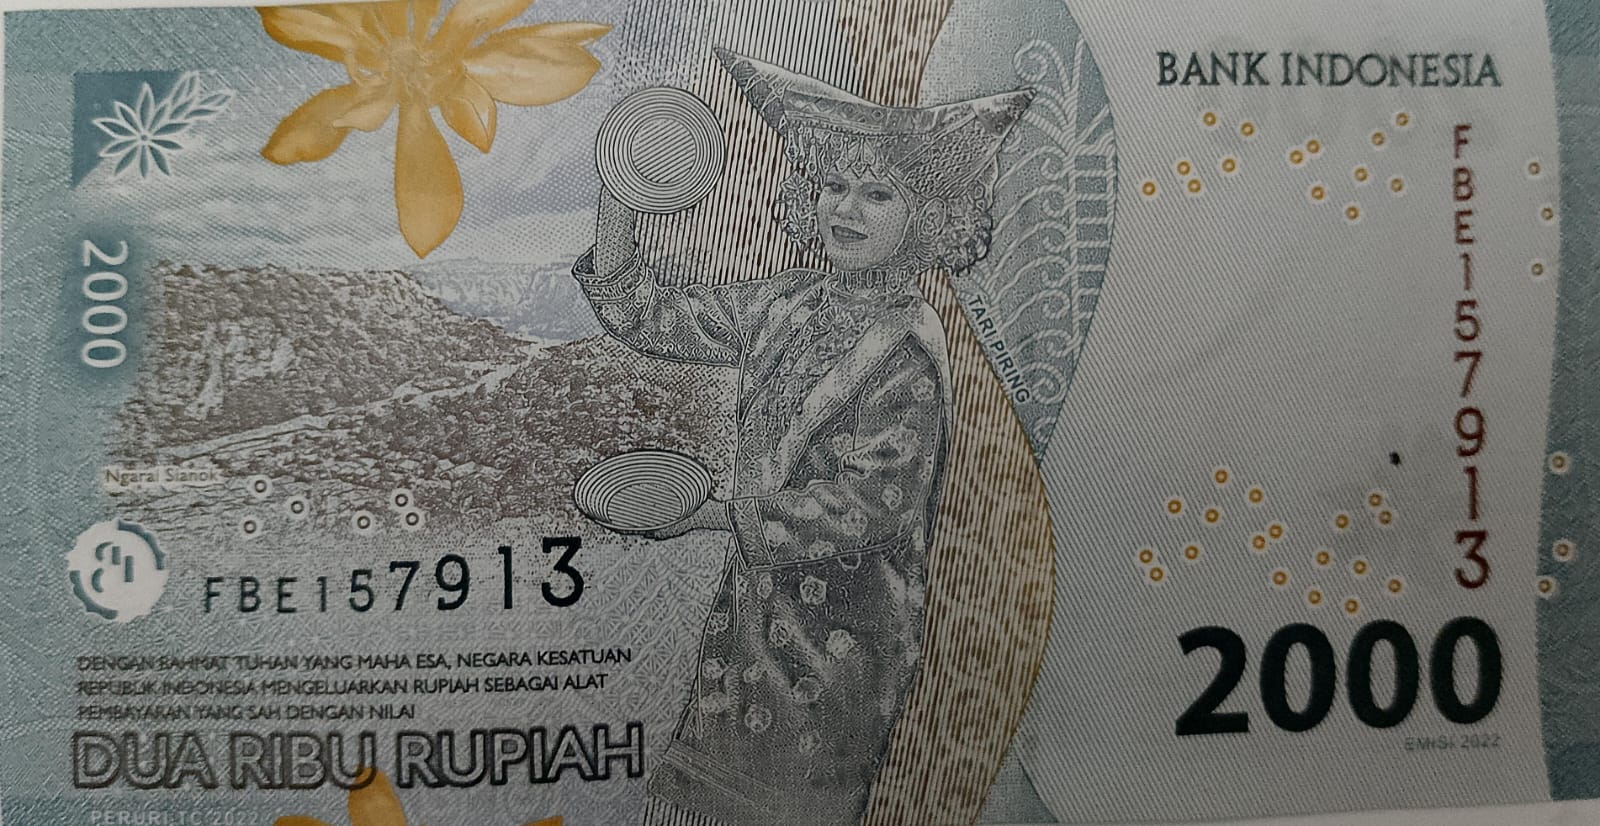 BANK INDONESIA
FBE157913
2000
TARI PIRING
Ngarai Sianok
FBE157913
DENGAN RAHMAT TUHAN YANG MAHA ESA, NEGARA KESATUAN
REPUBLIK INDONESIA MENGELUARKAN RUPIAH SEBAGAI ALAT
PEMBAYARAN YANG SAH DENGAN NILAI
DUA RIBU RUPIAH
2000
EMISI 2022
PERURI TC 2022